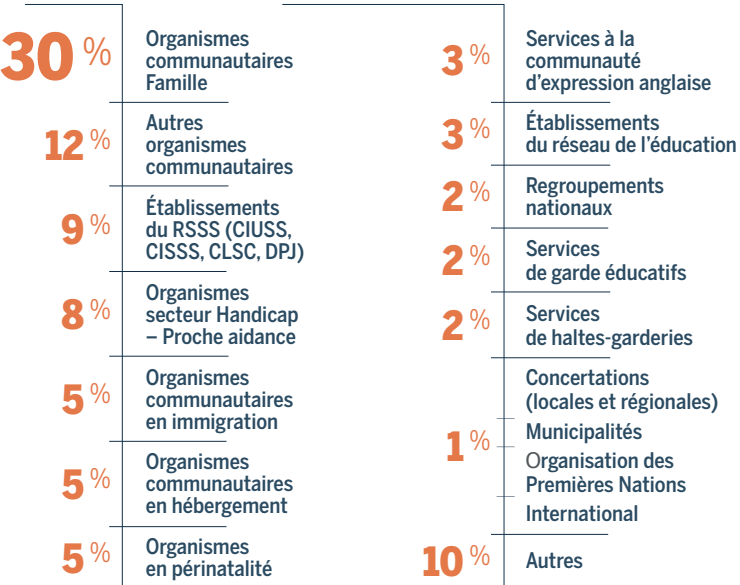 30 %
Organismes
communautaires
Famille
12 %
Autres
organismes
communautaires
9 %
Établissements
du RSSS (CIUSS,
CISSS, CLSC, DPJ)
8 %
Organismes
secteur Handicap
– Proche aidance
5 %
Organismes
communautaires
en immigration
5 %
Organismes
communautaires
en hébergement
5 %
Organismes
en périnatalité
3 %
Services à la
communauté
d'expression anglaise
3 %
Établissements
du réseau de l'éducation
2 %
Regroupements
nationaux
2 %
Services
de garde éducatifs
2 %
Services
de haltes-garderies
1 %
Concertations
(locales et régionales)
Municipalités
Organisation des
Premières Nations
International
10 %
Autres